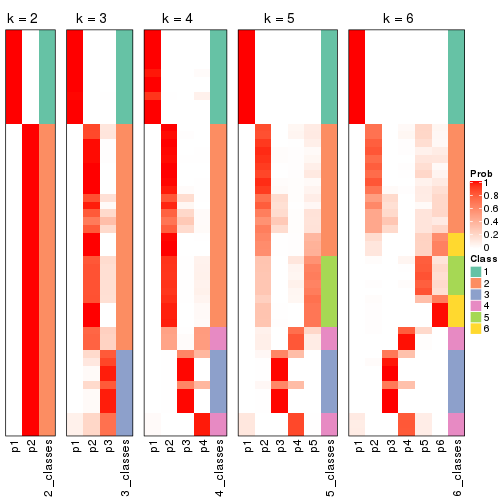 k = 2
k = 3
k = 4
k = 5
k = 6
Prob
1
0.8
0.6
0.4
0.2
0
Class
1
2
3
4
5
6
p1
p2
2_classes
p1
p2
p3
3_classes
p1
p2
p3
p4
4_classes
p1
p2
p3
p4
p5
5_classes
p1
p2
p3
p4
p5
p6
6_classes